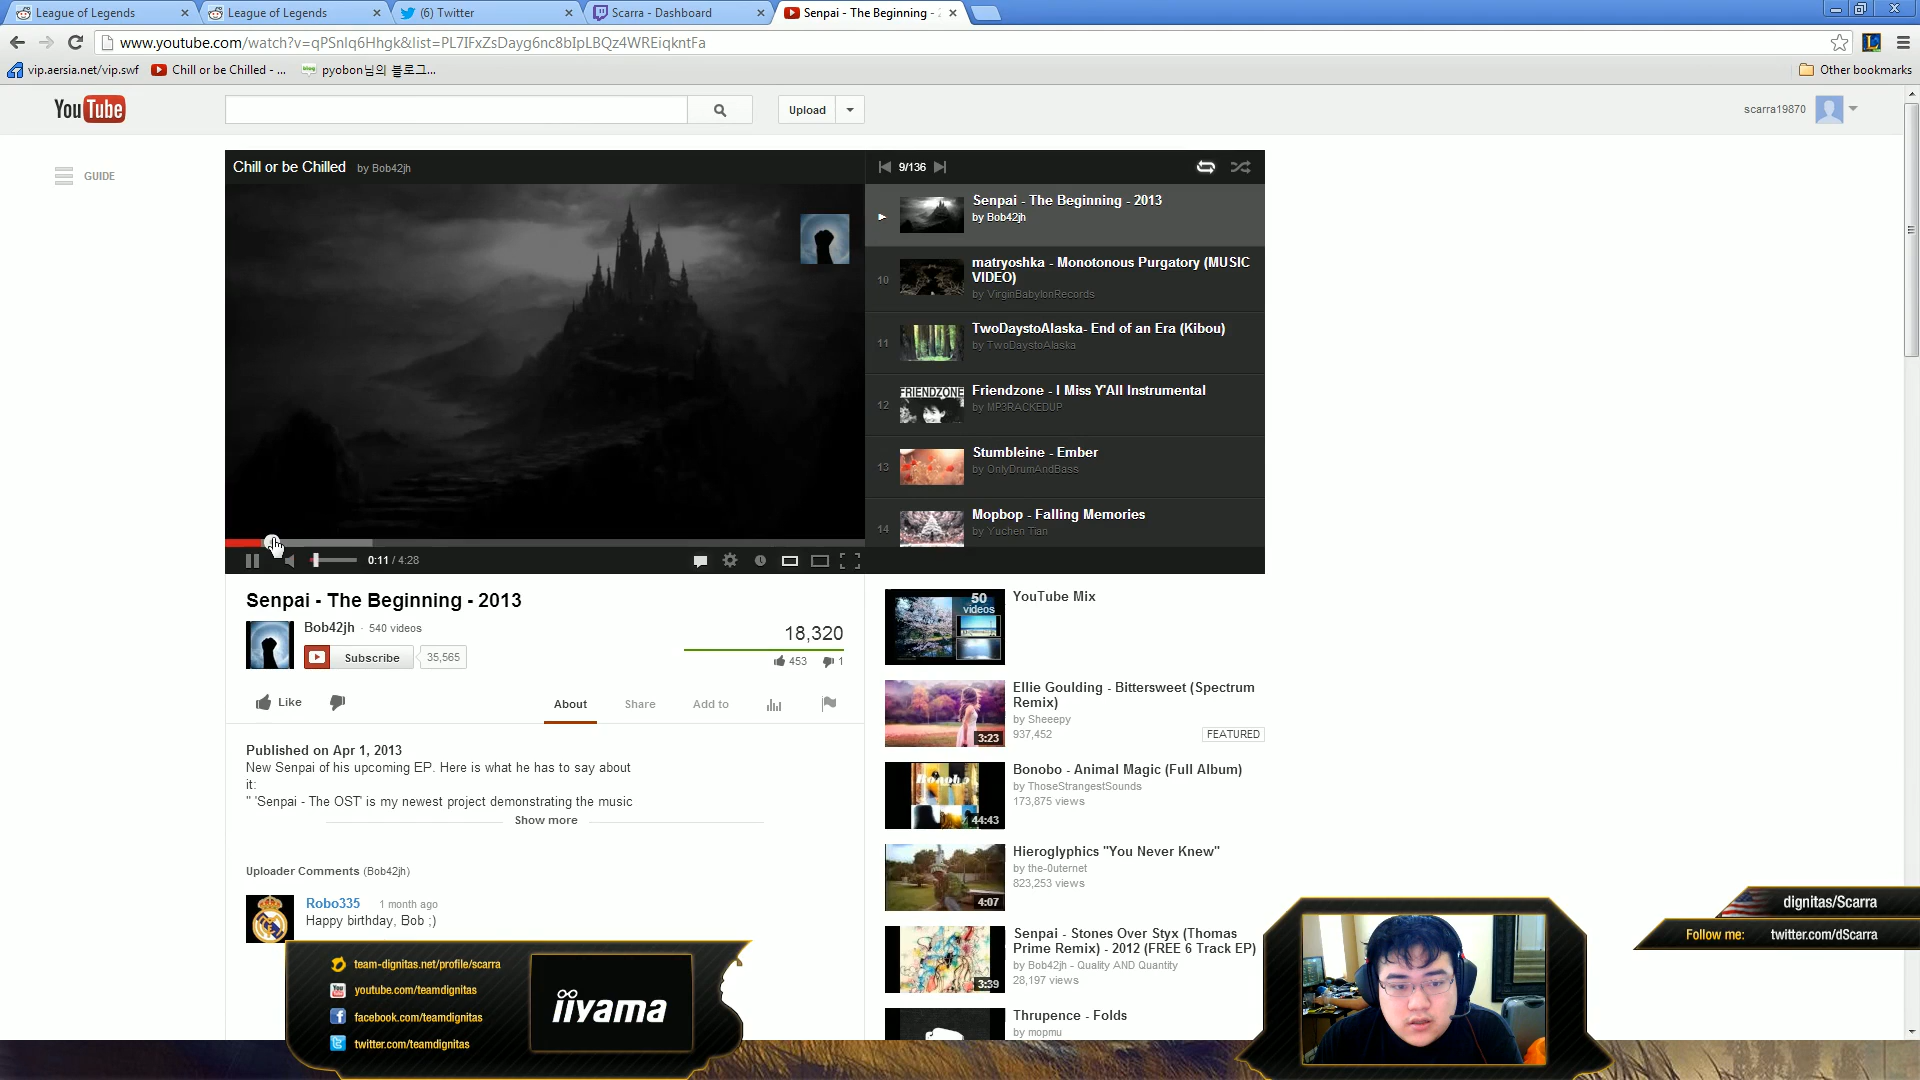 League of Legends
League of Legends
(6) Twitter
Scarra - Dashboard
Senpai - The Beginning -
www.youtube.com/watch?v=qPSnlq6Hhgk&list=PL7IFxZsDayg6nc8bIpLBQz4WREiqkntFa
vip.aersia.net/vip.swf
Chill or be Chilled - ...
pyobon님의 블로그...
Other bookmarks
YouTube
Upload
scarra19870
GUIDE
Chill or be Chilled by Bob42jh
9/136
Senpai - The Beginning - 2013
by Bob42jh
10
matryoshka - Monotonous Purgatory (MUSIC
VIDEO)
by VirginBabylonRecords
11
TwoDaystoAlaska- End of an Era (Kibou)
by TwoDaystoAlaska
12
FRIENDZONE
Friendzone - I Miss Y'All Instrumental
by MP3RACKEDUP
13
Stumbleine - Ember
by OnlyDrumAndBass
14
Mopbop - Falling Memories
by Yuchen Tian
0:11 / 4:28
Senpai - The Beginning - 2013
Bob42jh · 540 videos
Subscribe 35,565
18,320
453 1
Like
About Share Add to
Published on Apr 1, 2013
New Senpai of his upcoming EP. Here is what he has to say about
it:
" 'Senpai - The OST' is my newest project demonstrating the music
Show more
Uploader Comments (Bob42jh)
Robo335 1 month ago
Happy birthday, Bob ;)
50
videos
YouTube Mix
Ellie Goulding - Bittersweet (Spectrum
Remix)
by Sheeepy
937,452
FEATURED
3:23
Bonobo
Bonobo - Animal Magic (Full Album)
by ThoseStrangestSounds
173,875 views
44:43
Hieroglyphics "You Never Knew"
by the-0uternet
823,253 views
4:07
Senpai - Stones Over Styx (Thomas
Prime Remix) - 2012 (FREE 6 Track EP)
by Bob42jh - Quality AND Quantity
28,197 views
3:39
Thrupence - Folds
by mopmu
team-dignitas.net/profile/scarra
youtube.com/teamdignitas
facebook.com/teamdignitas
twitter.com/teamdignitas
iiyama
dignitas/Scarra
Follow me: twitter.com/dScarra